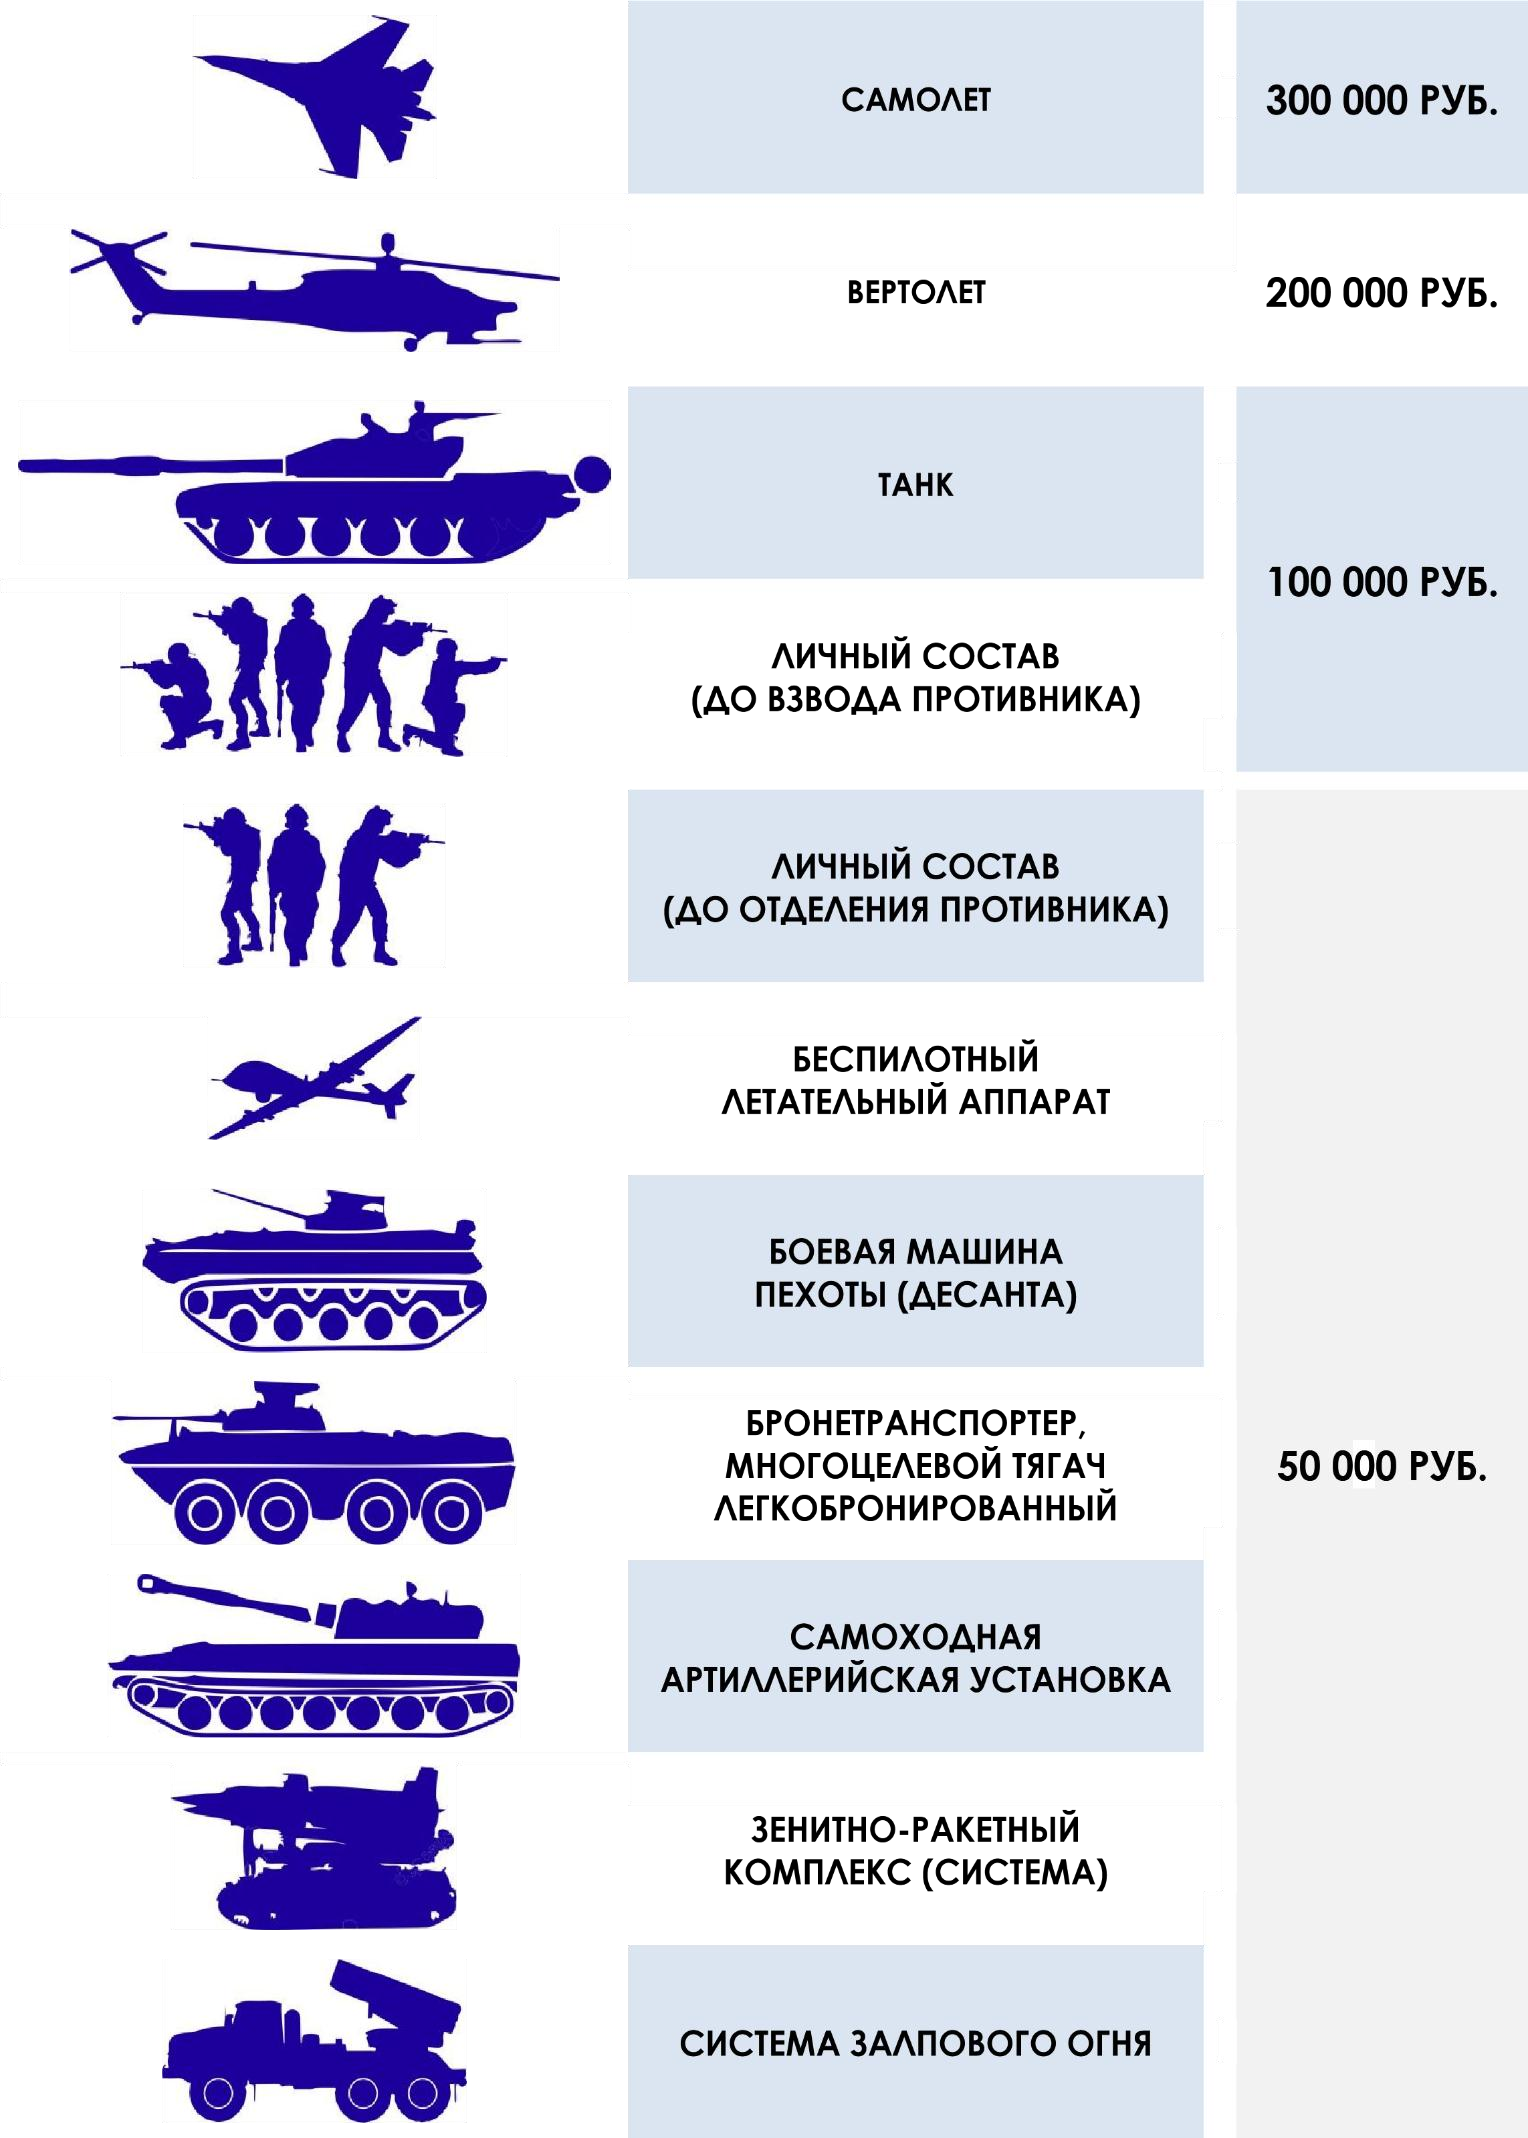 САМОЛЕТ
300 000 РУБ.
ВЕРТОЛЕТ
200 000 РУБ.
ТАНК
100 000 РУБ.
ЛИЧНЫЙ СОСТАВ
(ДО ВЗВОДА ПРОТИВНИКА)
ЛИЧНЫЙ СОСТАВ
(ДО ОТДЕЛЕНИЯ ПРОТИВНИКА)
БЕСПИЛОТНЫЙ
ЛЕТАТЕЛЬНЫЙ АППАРАТ
БОЕВАЯ МАШИНА
ПЕХОТЫ (ДЕСАНТА)
БРОНЕТРАНСПОРТЕР,
МНОГОЦЕЛЕВОЙ ТЯГАЧ
ЛЕГКОБРОНИРОВАННЫЙ
50 000 РУБ.
САМОХОДНАЯ
АРТИЛЛЕРИЙСКАЯ УСТАНОВКА
ЗЕНИТНО-РАКЕТНЫЙ
КОМПЛЕКС (СИСТЕМА)
СИСТЕМА ЗАЛПОВОГО ОГНЯ